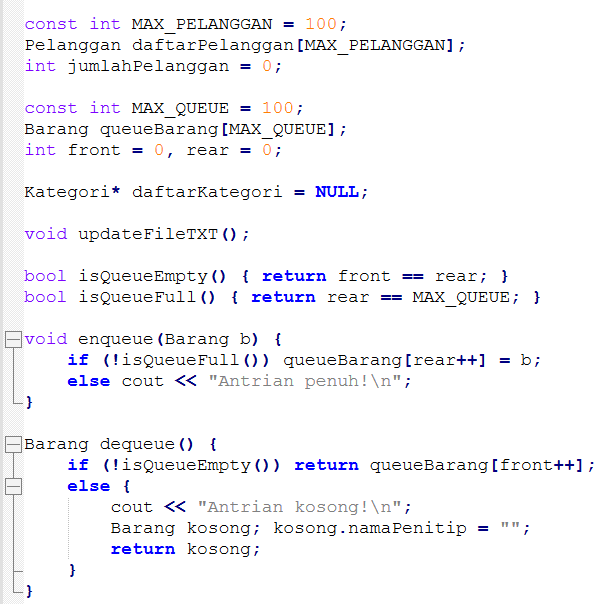 const int MAX_PELANGGAN = 100;
Pelanggan daftarPelanggan[MAX_PELANGGAN];
int jumlahPelanggan = 0;

const int MAX_QUEUE = 100;
Barang queueBarang[MAX_QUEUE];
int front = 0, rear = 0;

Kategori* daftarKategori = NULL;

void updateFileTXT();

bool isQueueEmpty() { return front == rear; }
bool isQueueFull() { return rear == MAX_QUEUE; }

void enqueue(Barang b) {
    if (!isQueueFull()) queueBarang[rear++] = b;
    else cout << "Antrian penuh!\n";
}

Barang dequeue() {
    if (!isQueueEmpty()) return queueBarang[front++];
    else {
        cout << "Antrian kosong!\n";
        Barang kosong; kosong.namaPenitip = "";
        return kosong;
    }
}